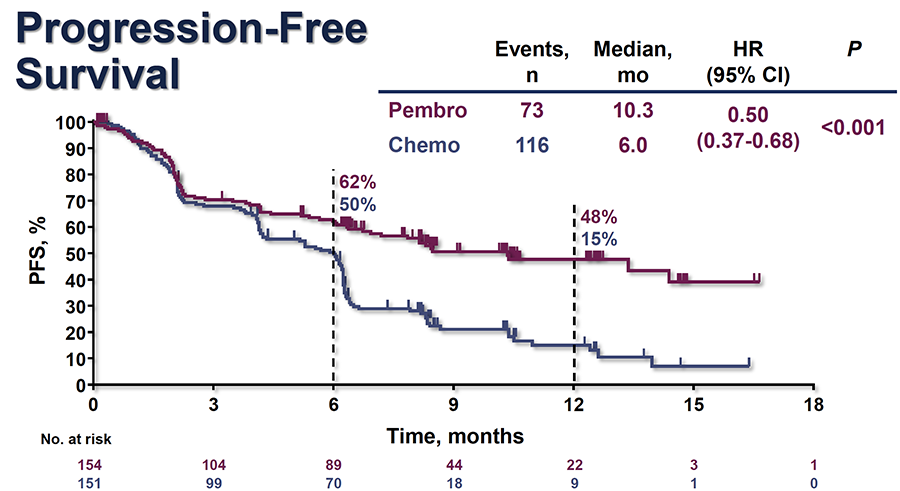 Progression-Free
Survival
Events, Median, HR P
n mo (95% CI)
Pembro 73 10.3 0.50 <0.001
Chemo 116 6.0 (0.37-0.68)
PFS, %
100
90
80
70
60
50
40
30
20
10
0
62%
50%
48%
15%
0 3 6 9 12 15 18
Time, months
No. at risk
154 104 89 44 22 3 1
151 99 70 18 9 1 0